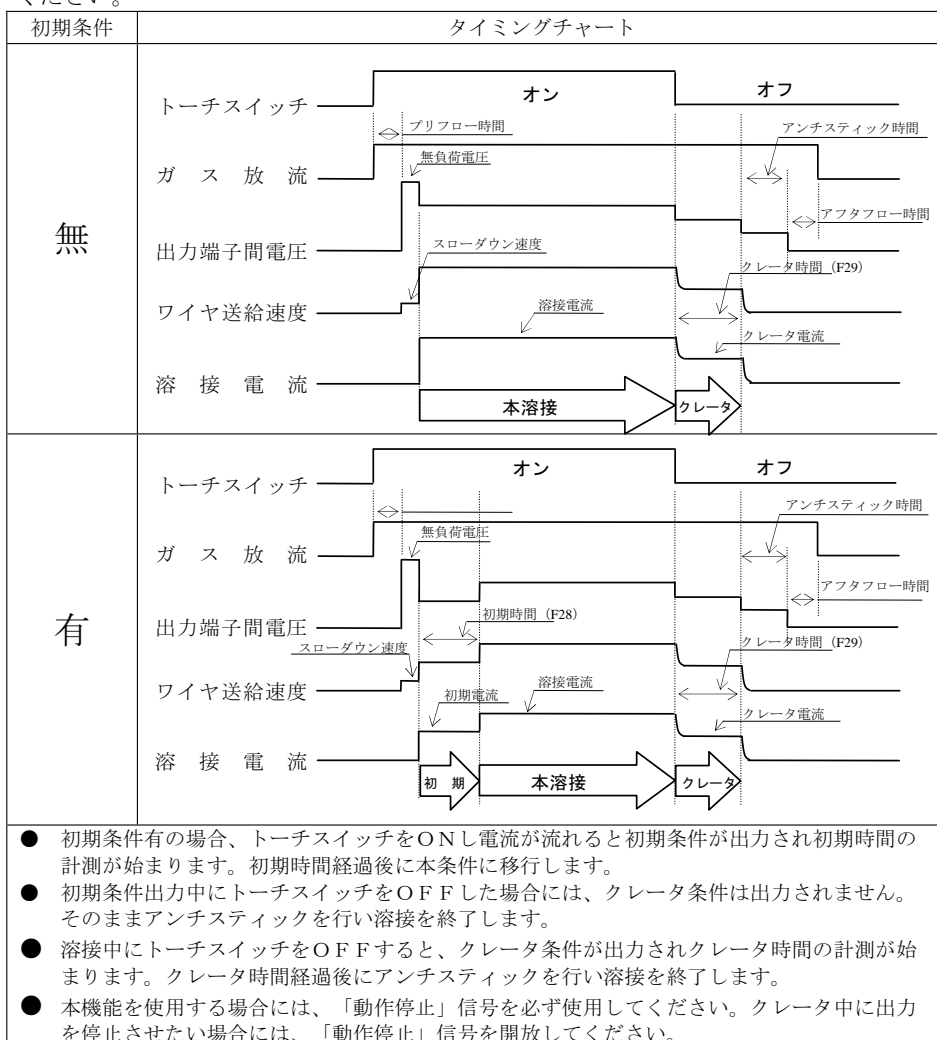 ください。
初期条件 タイミングチャート
無
トーチスイッチ オン オフ
プリフロー時間 アンチスティック時間
ガス放流 無負荷電圧
アフタフロー時間
出力端子間電圧 スローダウン速度
クレータ時間 (F29)
ワイヤ送給速度
溶接電流
クレータ電流
溶接電流
本溶接 クレータ
有
トーチスイッチ オン オフ
アンチスティック時間
ガス放流 無負荷電圧
アフタフロー時間
初期時間 (F28)
出力端子間電圧
スローダウン速度 クレータ時間 (F29)
ワイヤ送給速度 初期電流 溶接電流
クレータ電流
溶接電流
初期 本溶接 クレータ
● 初期条件有の場合、トーチスイッチをONし電流が流れると初期条件が出力され初期時間の
計測が始まります。初期時間経過後に本条件に移行します。
● 初期条件出力中にトーチスイッチをOFFした場合には、クレータ条件は出力されません。
そのままアンチスティックを行い溶接を終了します。
● 溶接中にトーチスイッチをOFFすると、クレータ条件が出力されクレータ時間の計測が始
まります。クレータ時間経過後にアンチスティックを行い溶接を終了します。
● 本機能を使用する場合には、「動作停止」信号を必ず使用してください。クレータ中に出力
を停止させたい場合には、「動作停止」信号を開放してください。